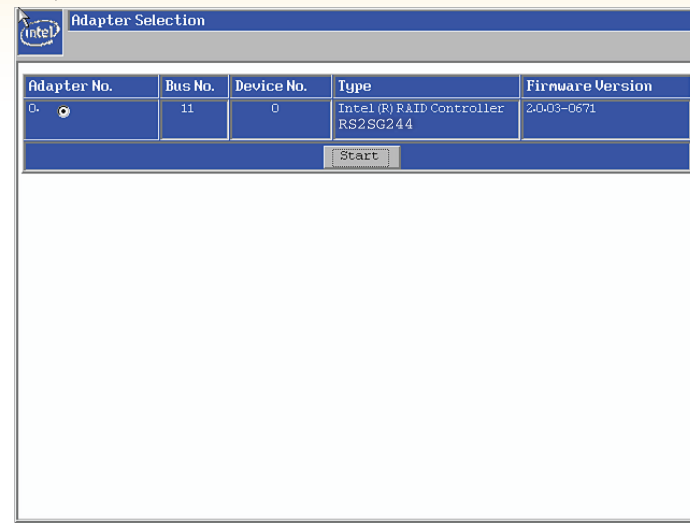 intel
Adapter Selection
Adapter No. Bus No. Device No. Type Firmware Version
0. 11 0 Intel(R) RAID Controller RS2SG244 2.0.03-0671
Start